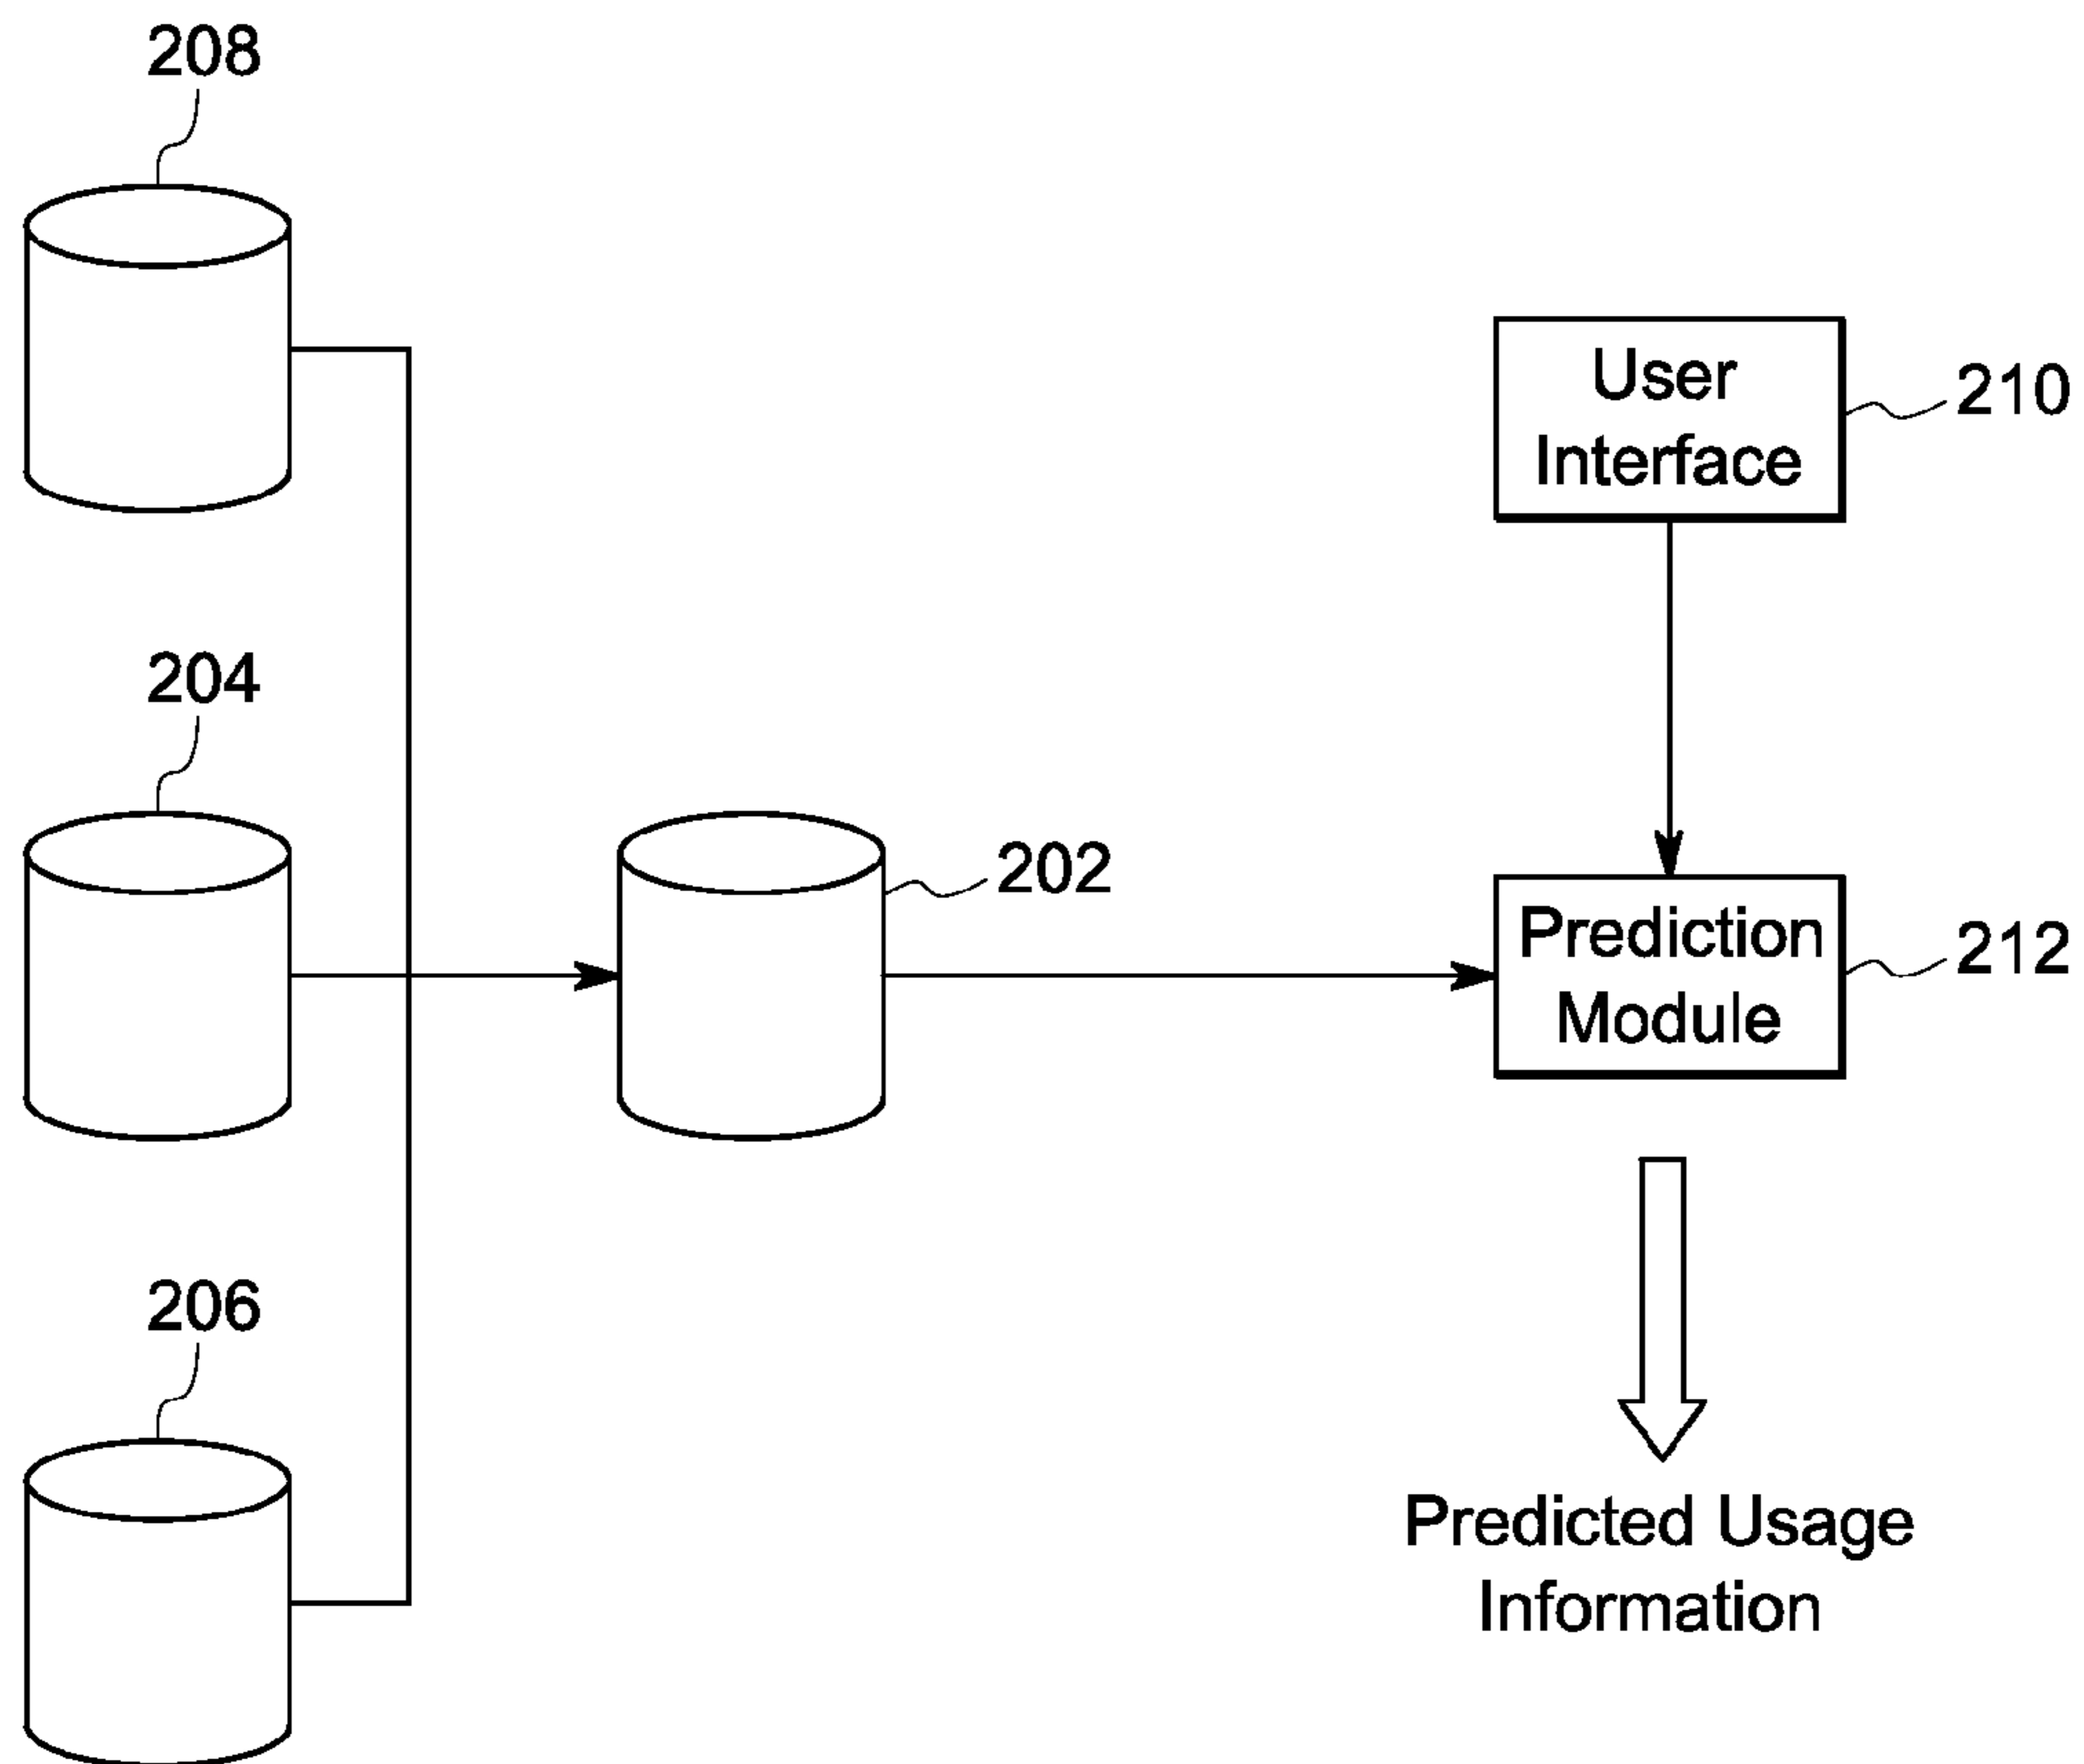 208
User
Interface
210
204
202
Prediction
Module
212
206
Predicted Usage
Information